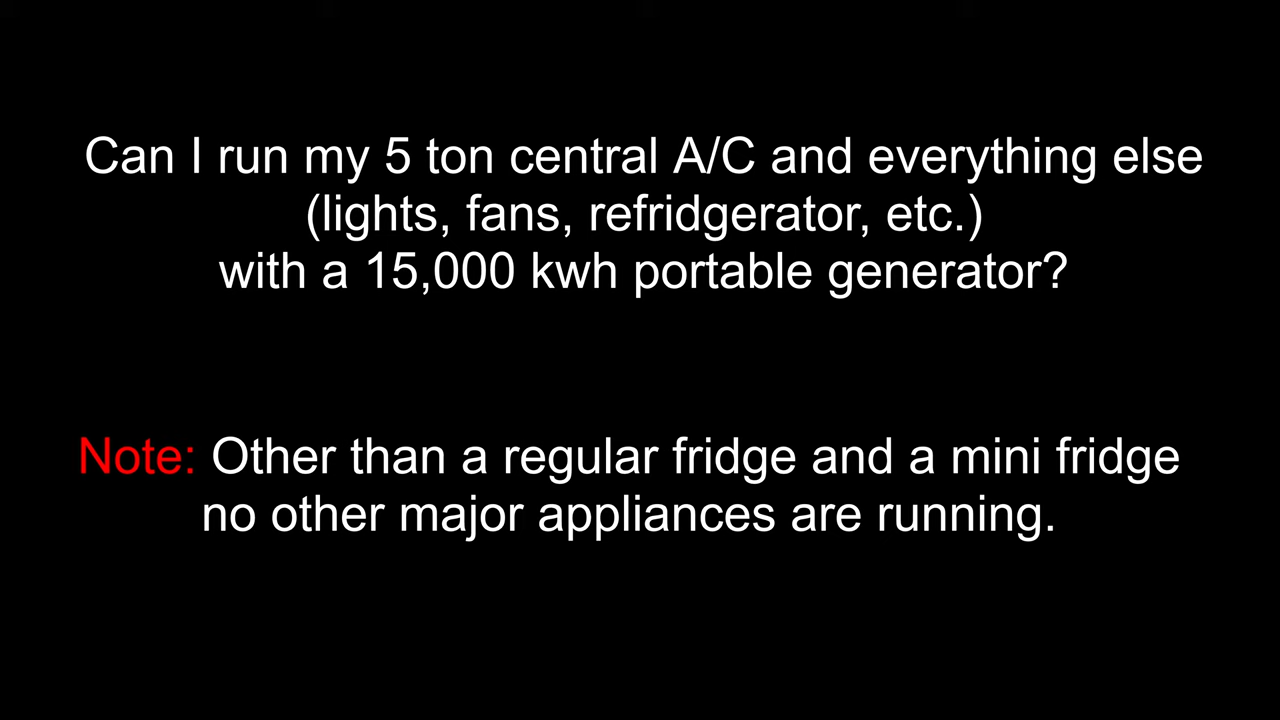 Can I run my 5 ton central A/C and everything else
(lights, fans, refridgerator, etc.)
with a 15,000 kwh portable generator?
Note: Other than a regular fridge and a mini fridge
no other major appliances are running.